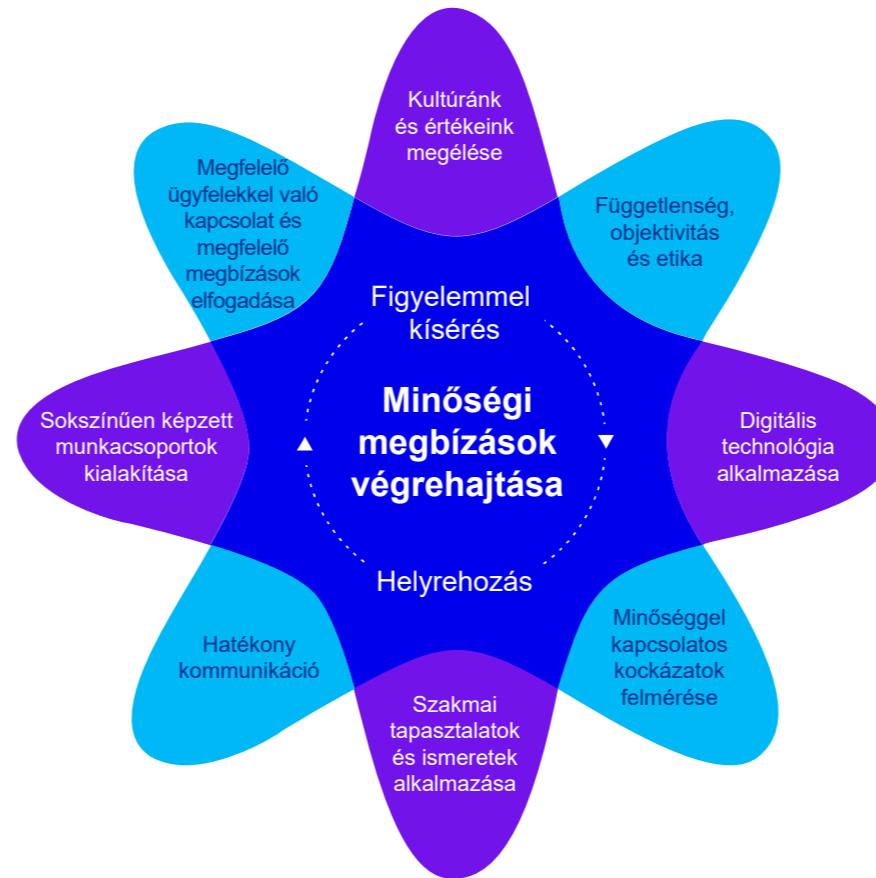 Kultúránk
és értékeink
megélése
Megfelelő
ügyfelekkel való
kapcsolat és
megfelelő
megbízások
elfogadása
Függetlenség,
objektivitás
és etika
Figyelemmel
kísérés
Minőségi
megbízások
végrehajtása
Helyrehozás
Sokszínűen képzett
munkacsoportok
kialakítása
Digitális
technológia
alkalmazása
Hatékony
kommunikáció
Minőséggel
kapcsolatos
kockázatok
felmérése
Szakmai
tapasztalatok
és ismeretek
alkalmazása